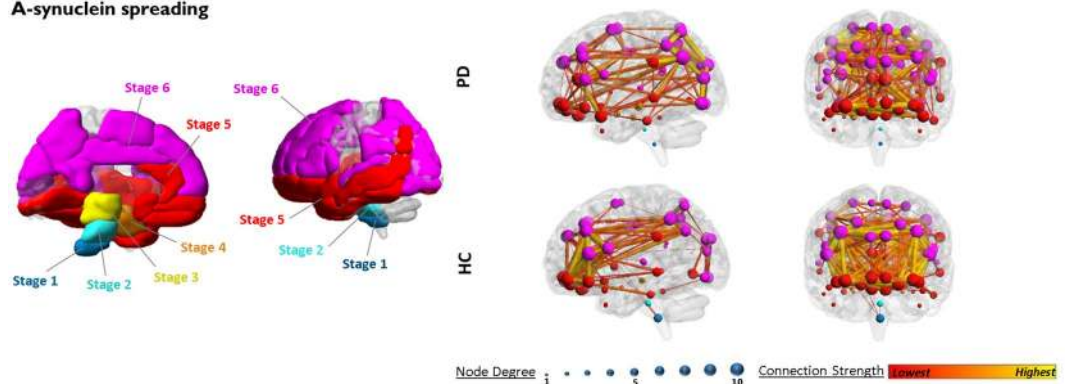 A-synuclein spreading
Stage 6
Stage 5
Stage 4
Stage 3
Stage 2
Stage 1
Stage 6
Stage 5
Stage 2
Stage 1
PD
HC
Node Degree
1 5 10
Connection Strength
Lowest Highest